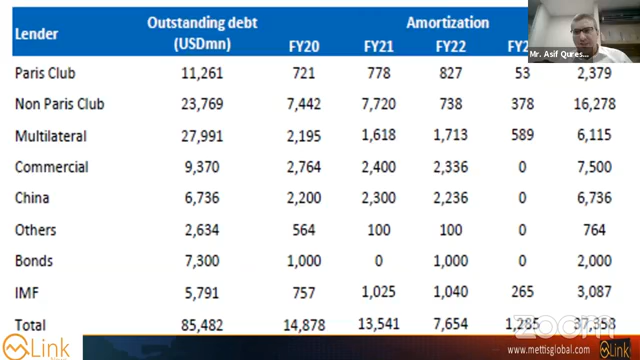 Lender Outstanding debt (USDmn) Amortization
FY20 FY21 FY22
Mr. Asif Qures...
Paris Club 11,261 721 778 827 53 2,379
Non Paris Club 23,769 7,442 7,720 738 378 16,278
Multilateral 27,991 2,195 1,618 1,713 589 6,115
Commercial 9,370 2,764 2,400 2,336 0 7,500
China 6,736 2,200 2,300 2,236 0 6,736
Others 2,634 564 100 100 0 764
Bonds 7,300 1,000 0 1,000 0 2,000
IMF 5,791 757 1,025 1,040 265 3,087
Total 85,482 14,878 13,541 7,654 1,285 37,358
zoom
Link
www.mettisglobal.com
Link